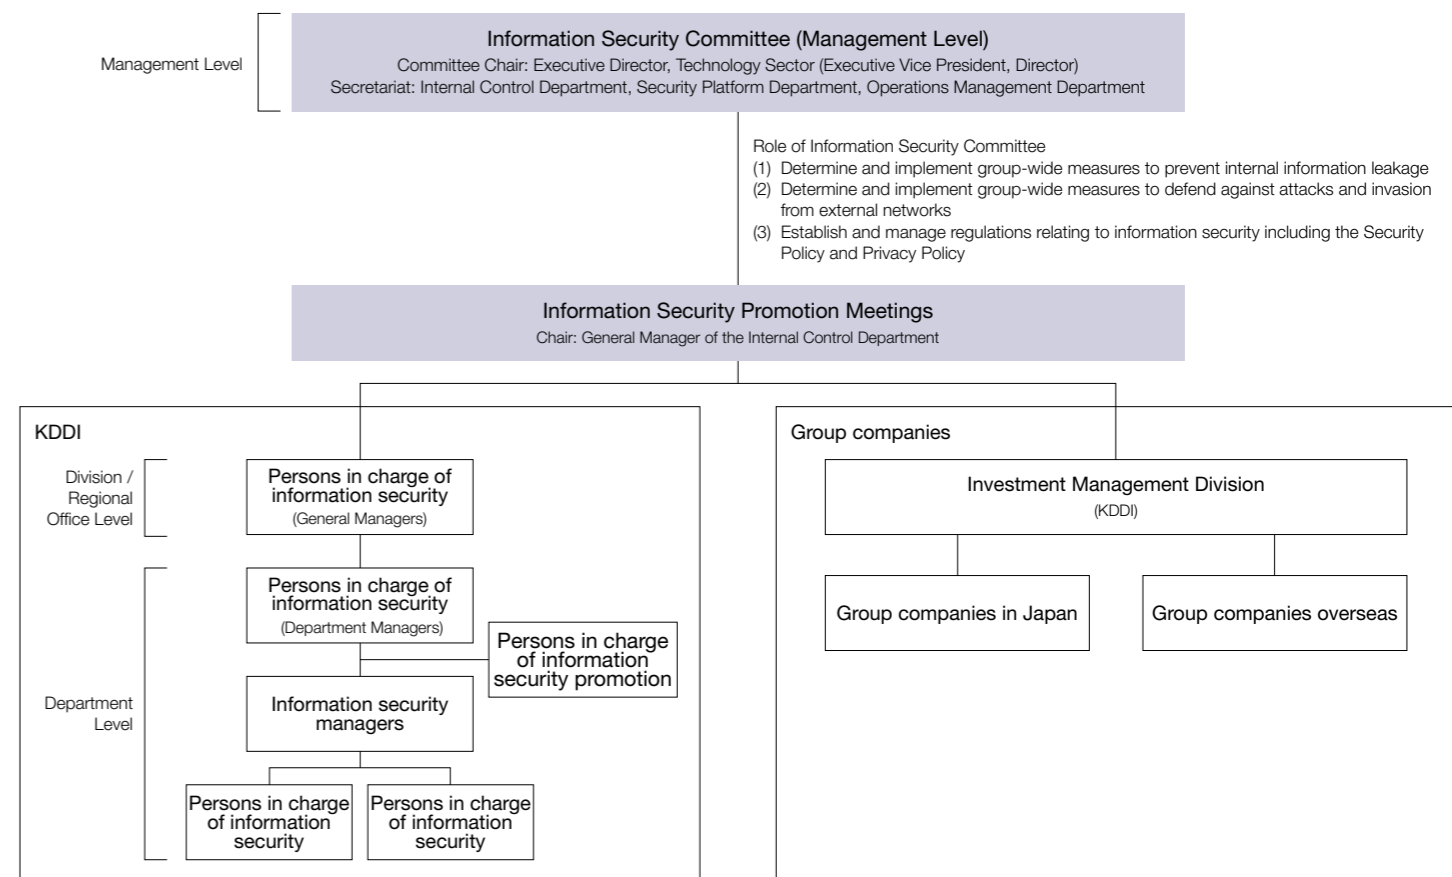 Management Level
Information Security Committee (Management Level)
Committee Chair: Executive Director, Technology Sector (Executive Vice President, Director)
Secretariat: Internal Control Department, Security Platform Department, Operations Management Department
Role of Information Security Committee
(1) Determine and implement group-wide measures to prevent internal information leakage
(2) Determine and implement group-wide measures to defend against attacks and invasion
from external networks
(3) Establish and manage regulations relating to information security including the Security
Policy and Privacy Policy
Information Security Promotion Meetings
Chair: General Manager of the Internal Control Department
KDDI
Division /
Regional
Office Level
Persons in charge of
information security
(General Managers)
Department
Level
Persons in charge of
information security
(Department Managers)
Persons in charge
of information
security promotion
Information security
managers
Persons in charge
of information
security
Persons in charge
of information
security
Group companies
Investment Management Division
(KDDI)
Group companies in Japan
Group companies overseas